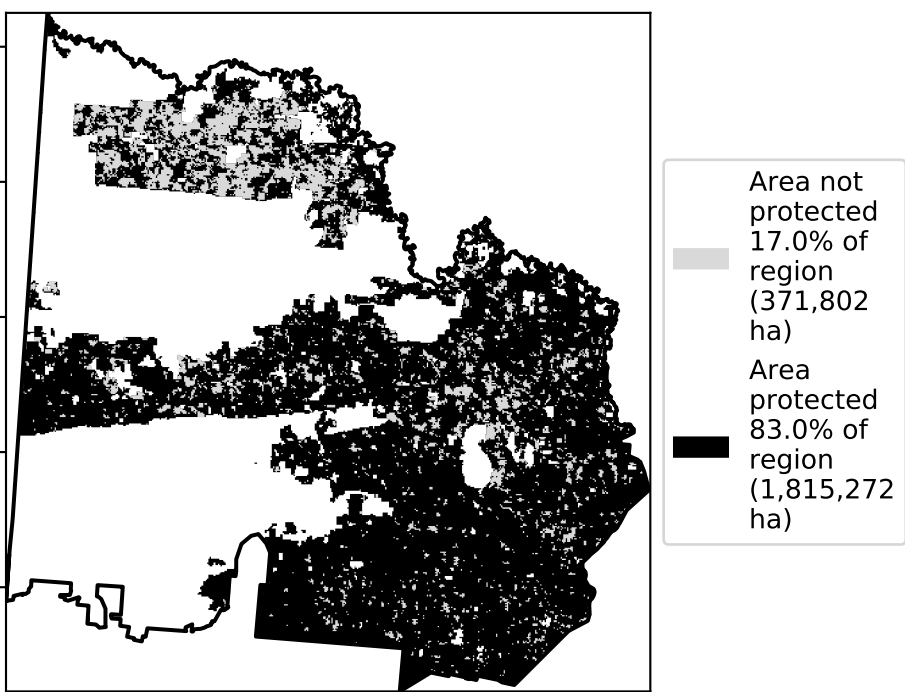 Area not
protected
17.0% of
region
(371,802
ha)
Area
protected
83.0% of
region
(1,815,272
ha)